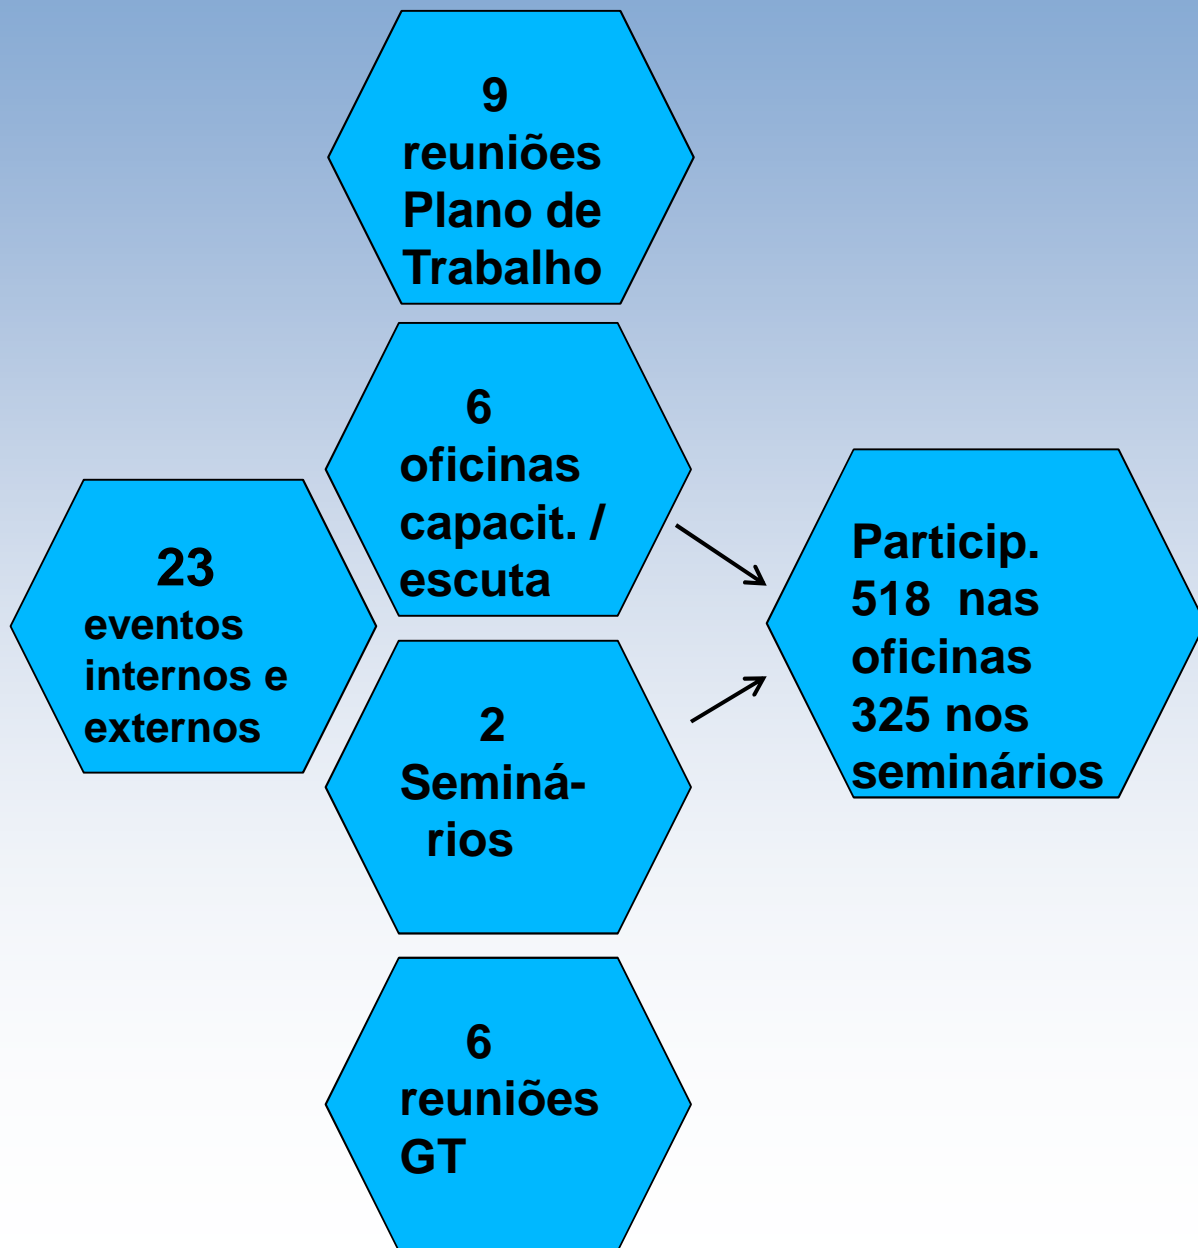 9
reuniões
Plano de
Trabalho
6
oficinas
capacit. /
escuta
23
eventos
internos e
externos
Particip.
518 nas
oficinas
325 nos
seminários
2
Seminá-
rios
6
reuniões
GT